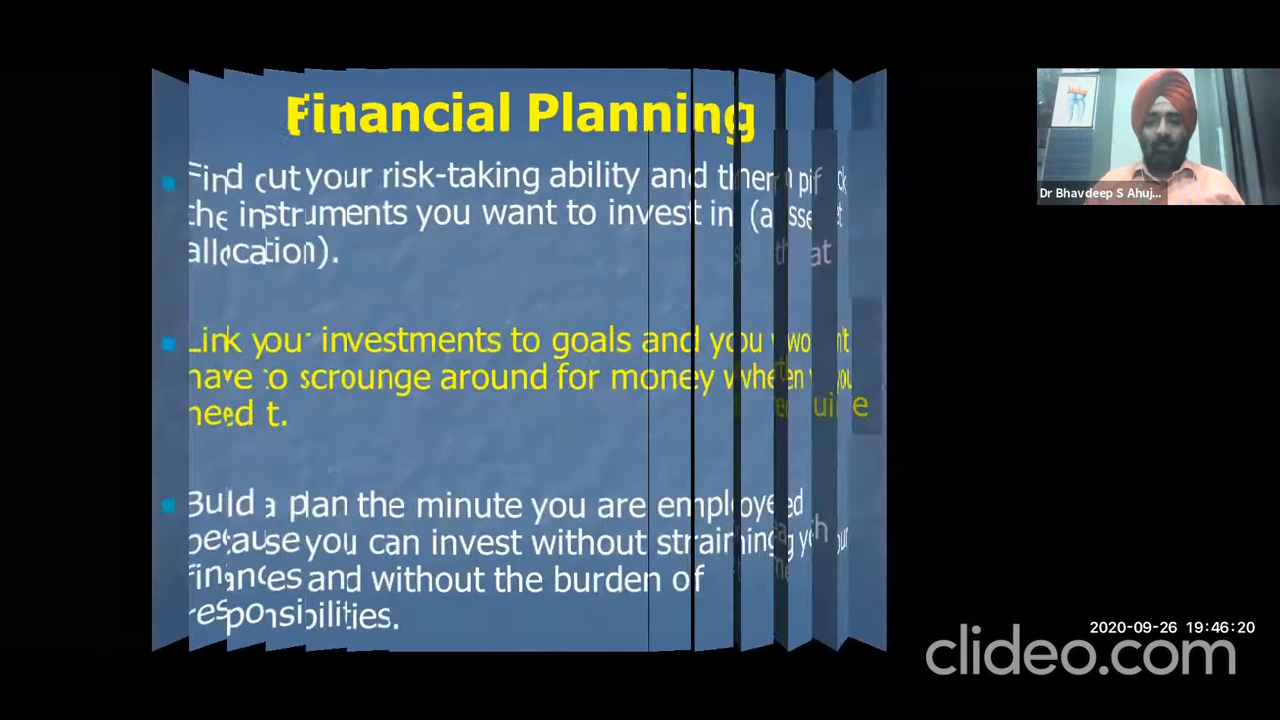 Financial Planning
Find out your risk-taking ability and then pick
the instruments you want to invest in (asset
allocation).
Link your investments to goals and you won't
have to scrounge around for money when you
need it.
Build a plan the minute you are employed
because you can invest without straining your
finances and without the burden of
responsibilities.
Dr Bhavdeep S Ahuj...
2020-09-26 19:46:20
clideo.com